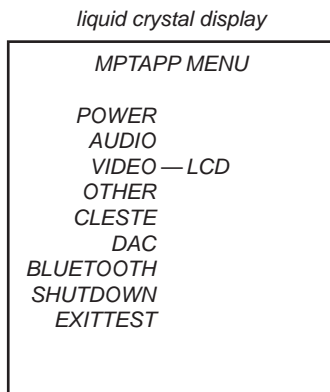 liquid crystal display
MPTAPP MENU
POWER
AUDIO
VIDEO — LCD
OTHER
CLESTE
DAC
BLUETOOTH
SHUTDOWN
EXITTEST